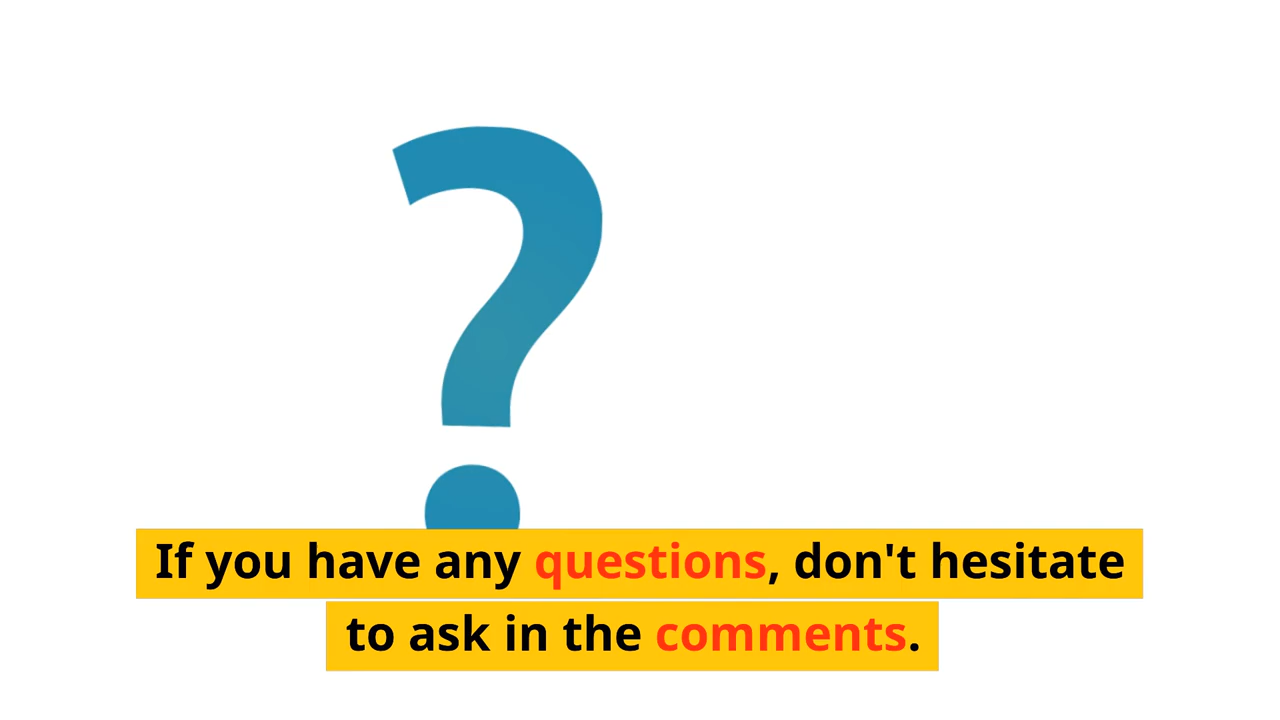 ?
If you have any questions, don't hesitate
to ask in the comments.